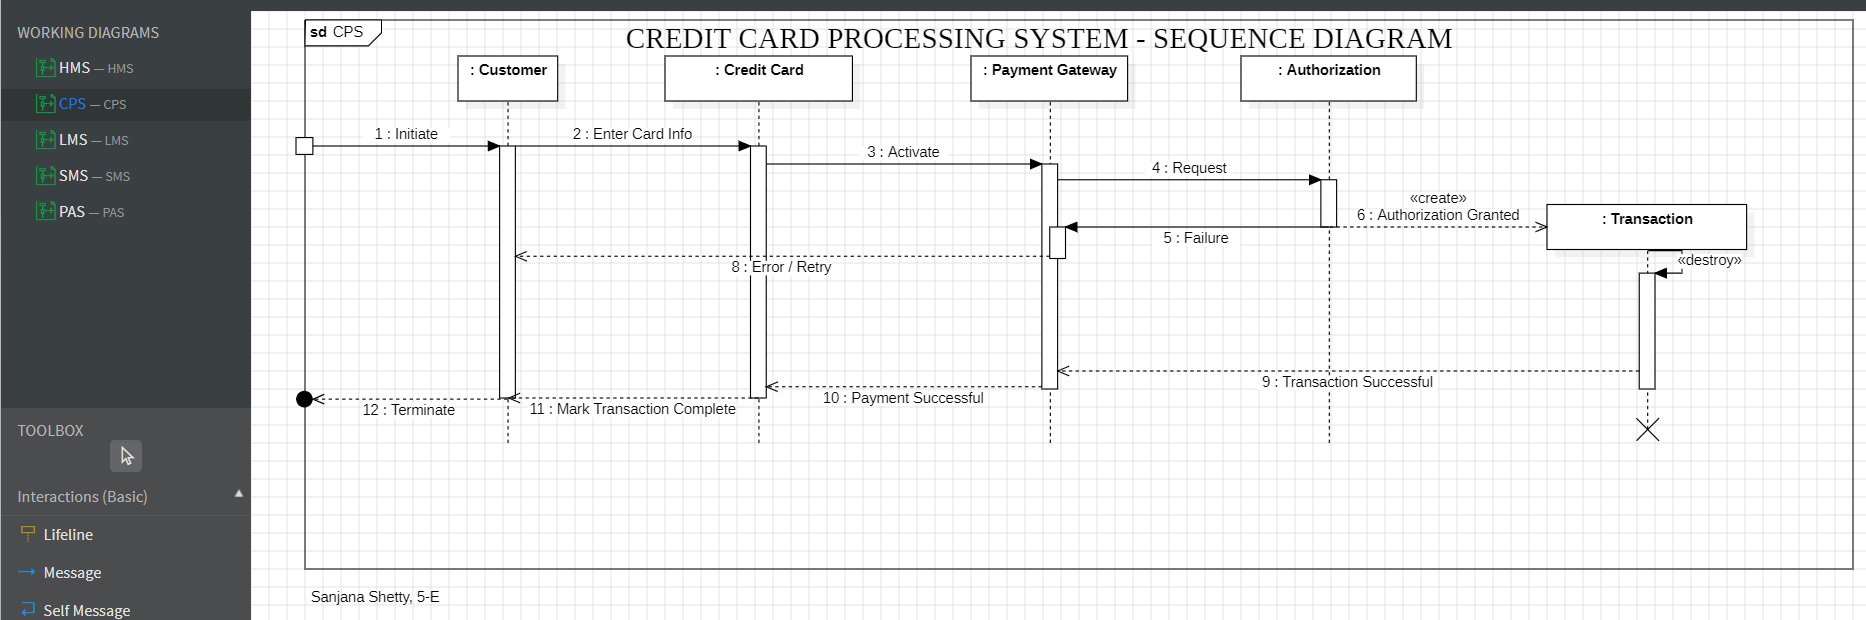 WORKING DIAGRAMS
HMS — HMS
CPS — CPS
LMS — LMS
SMS — SMS
PAS — PAS
TOOLBOX
Interactions (Basic)
Lifeline
Message
Self Message
sd CPS
CREDIT CARD PROCESSING SYSTEM - SEQUENCE DIAGRAM
: Customer
: Credit Card
: Payment Gateway
: Authorization
1 : Initiate
2 : Enter Card Info
3 : Activate
4 : Request
«create»
6 : Authorization Granted
: Transaction
5 : Failure
«destroy»
8 : Error / Retry
9 : Transaction Successful
10 : Payment Successful
11 : Mark Transaction Complete
12 : Terminate
Sanjana Shetty, 5-E